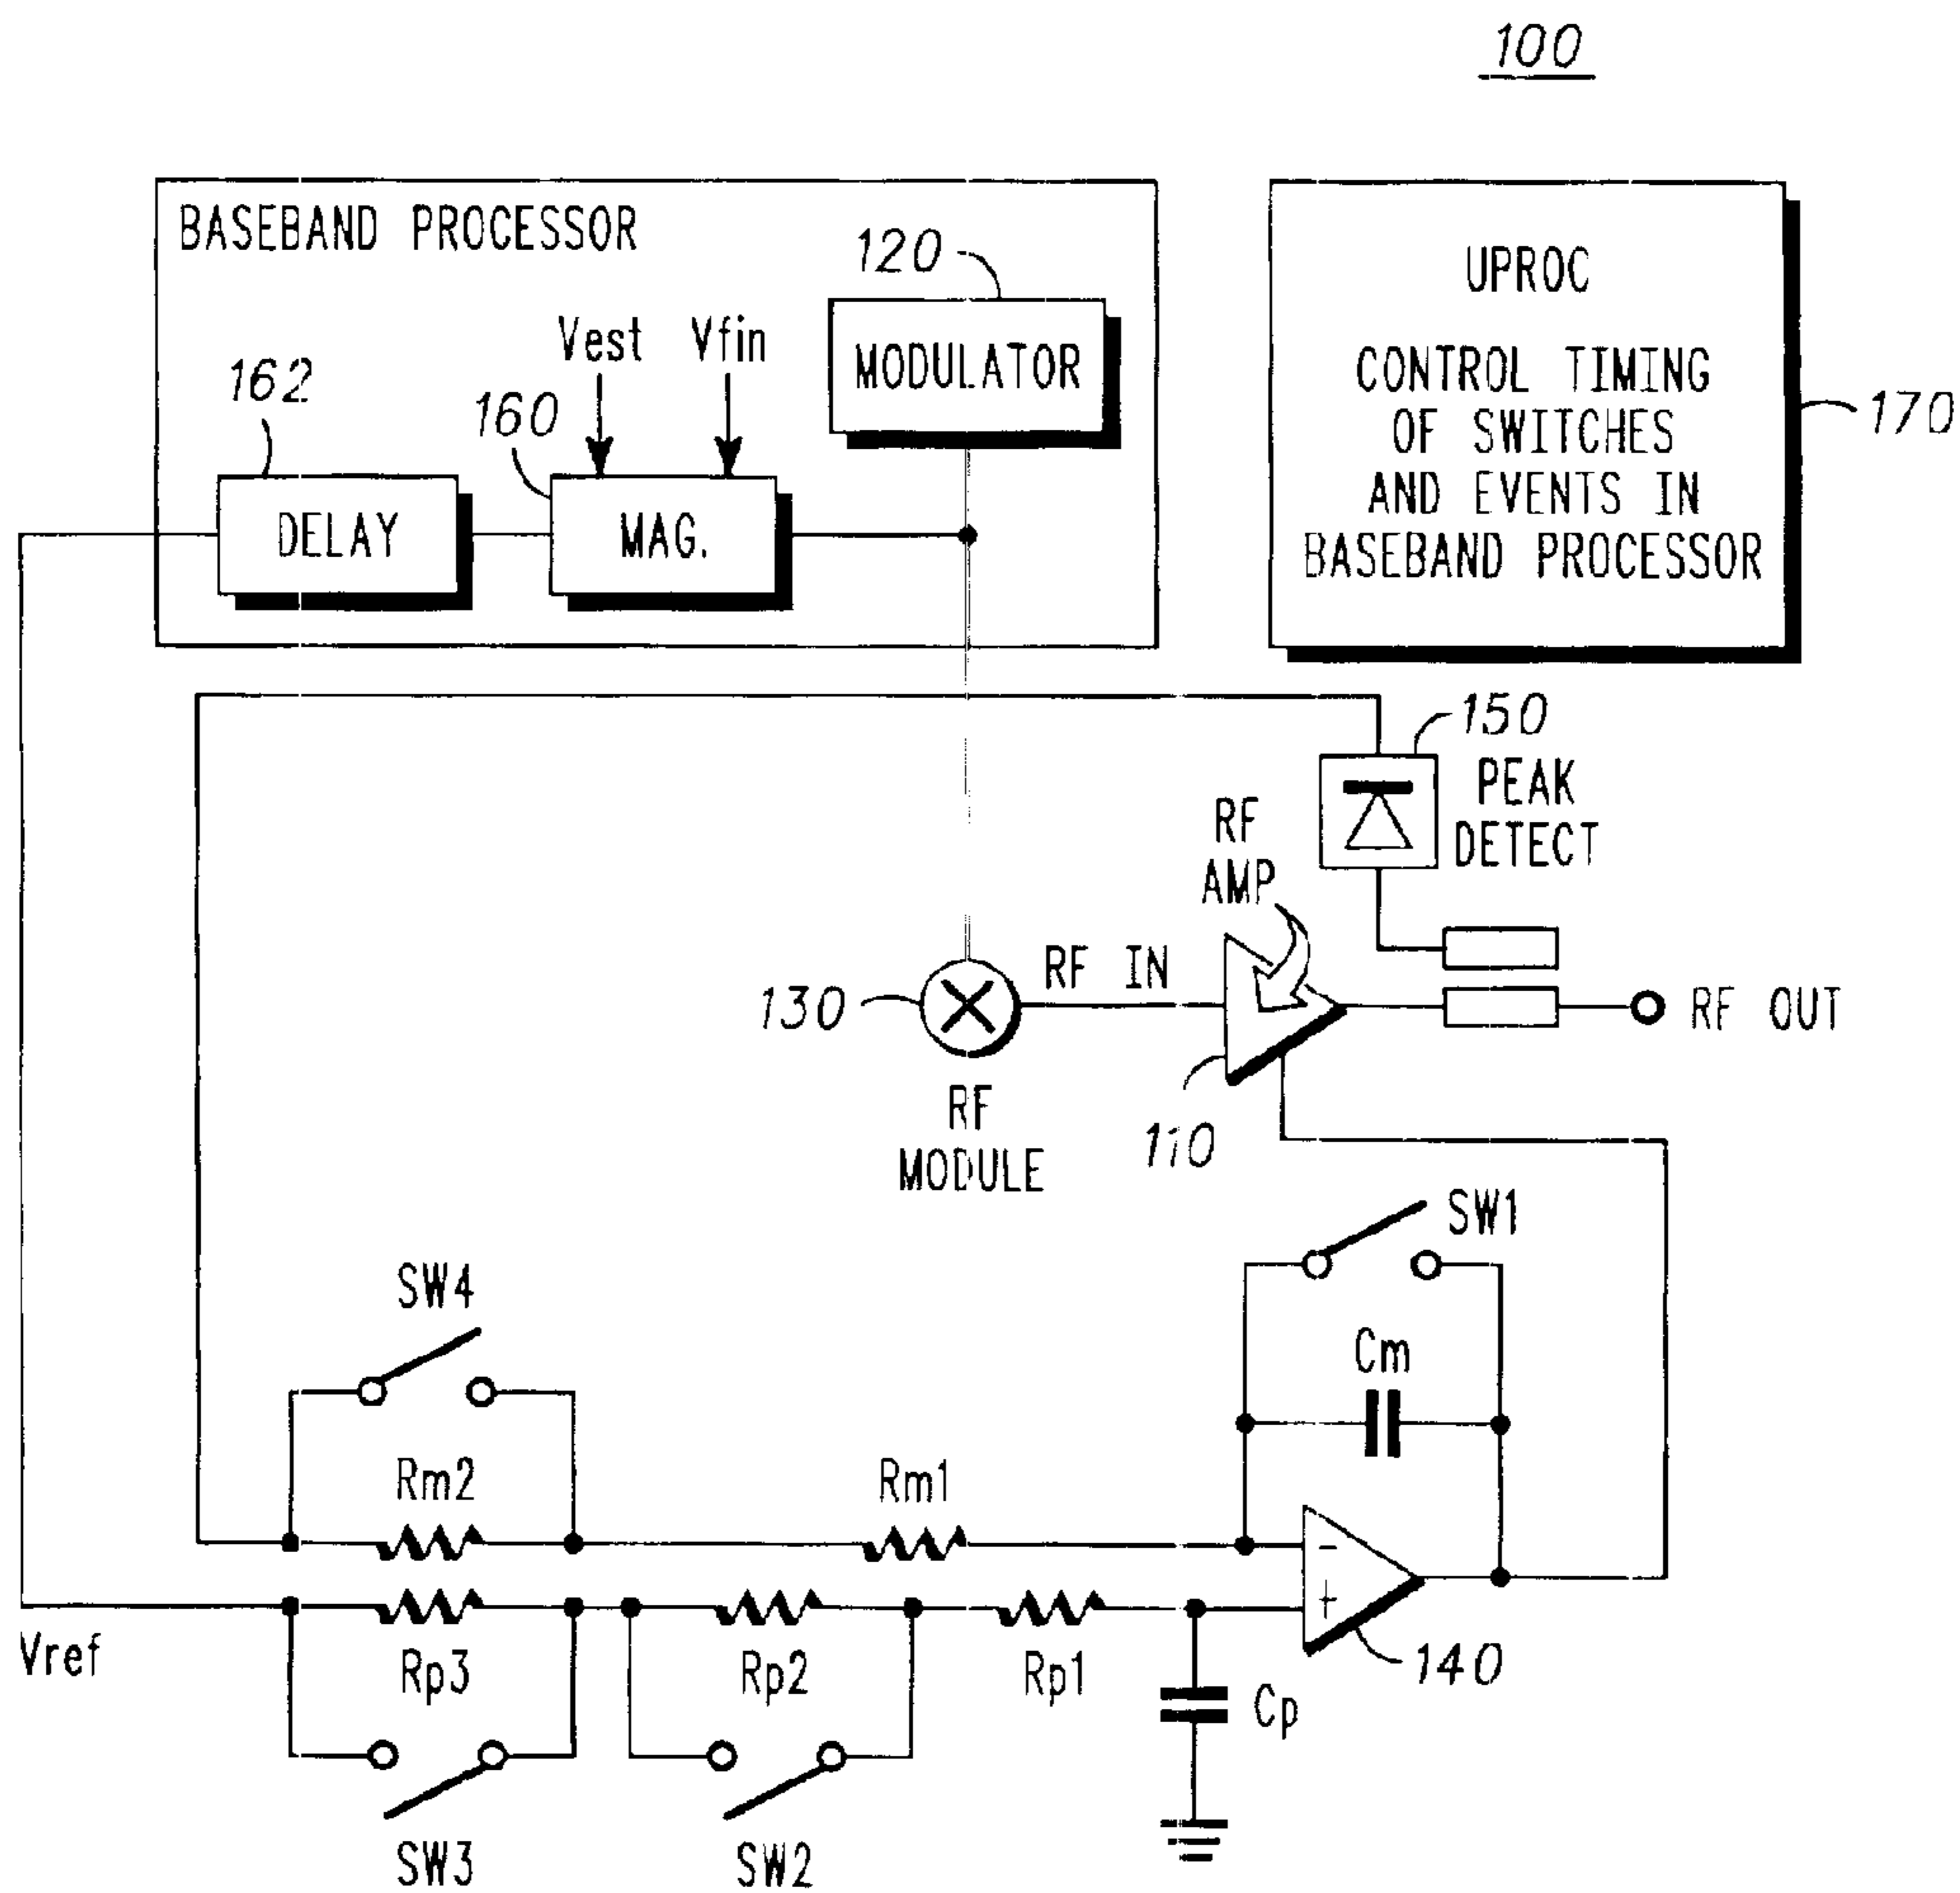 100
BASEBAND PROCESSOR
120
Vest
Vfin
MODULATOR
162
160
DELAY
MAG.
UPROC
CONTROL TIMING
OF SWITCHES
AND EVENTS IN
BASEBAND PROCESSOR
170
150
PEAK
DETECT
RF
AMP
RF IN
130
RF OUT
RF
MODULE
110
SW1
SW4
Cm
Rm2
Rm1
-
+
Vref
Rp3
Rp2
Rp1
140
Cp
SW3
SW2